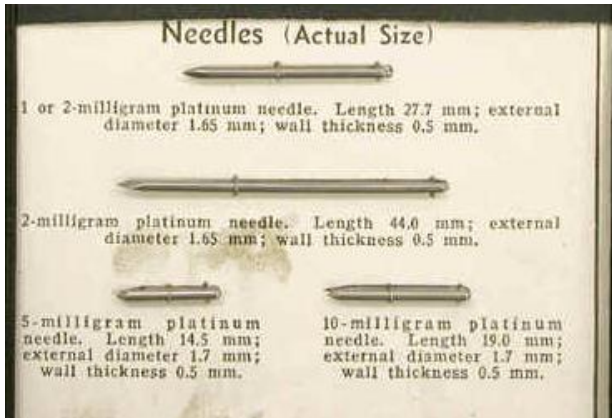 Needles (Actual Size)
1 or 2-milligram platinum needle. Length 27.7 mm; external
diameter 1.65 mm; wall thickness 0.5 mm.
2-milligram platinum needle. Length 44.0 mm; external
diameter 1.65 mm; wall thickness 0.5 mm.
5-milligram platinum
needle. Length 14.5 mm;
external diameter 1.7 mm;
wall thickness 0.5 mm.
10-milligram platinum
needle. Length 19.0 mm;
external diameter 1.7 mm;
wall thickness 0.5 mm.